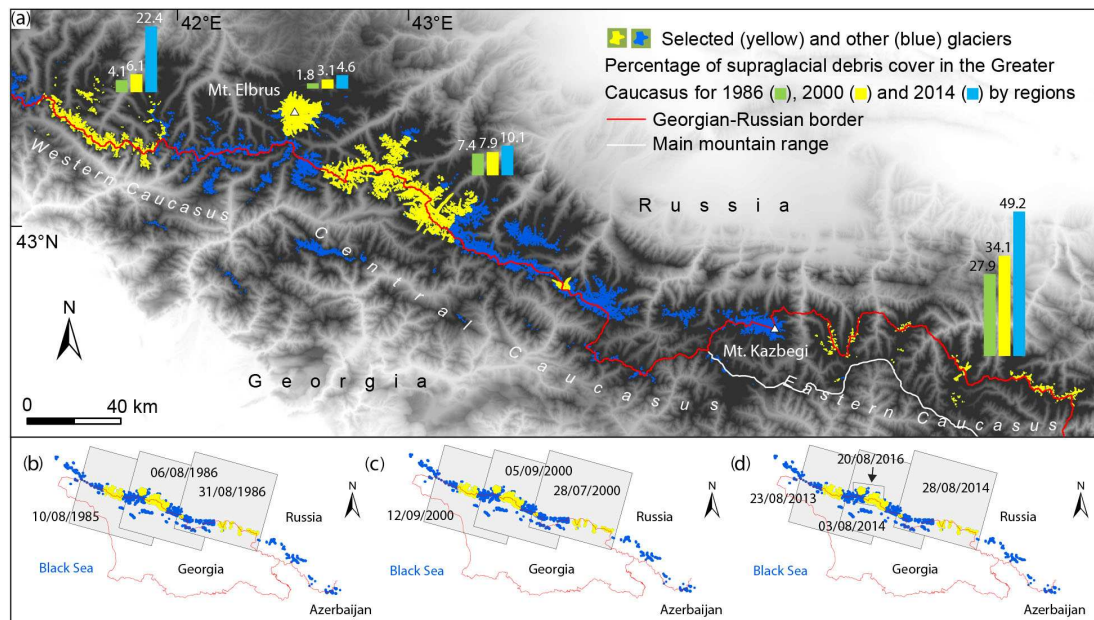 (a)
42°E
43°E
22.4
6.1
4.1
Mt. Elbrus
1.8
3.1
4.6
Selected (yellow) and other (blue) glaciers
Percentage of supraglacial debris cover in the Greater
Caucasus for 1986 ( ), 2000 ( ) and 2014 ( ) by regions
Georgian-Russian border
Main mountain range
7.4
7.9
10.1
Western Caucasus
43°N
Russia
49.2
34.1
27.9
Central Caucasus
N
Mt. Kazbegi
Georgia
Eastern Caucasus
0 40 km
(b)
06/08/1986
31/08/1986
10/08/1985
N
Russia
Black Sea
Georgia
Azerbaijan
(c)
05/09/2000
28/07/2000
12/09/2000
N
Russia
Black Sea
Georgia
Azerbaijan
(d)
20/08/2016
23/08/2013
28/08/2014
03/08/2014
N
Russia
Black Sea
Georgia
Azerbaijan